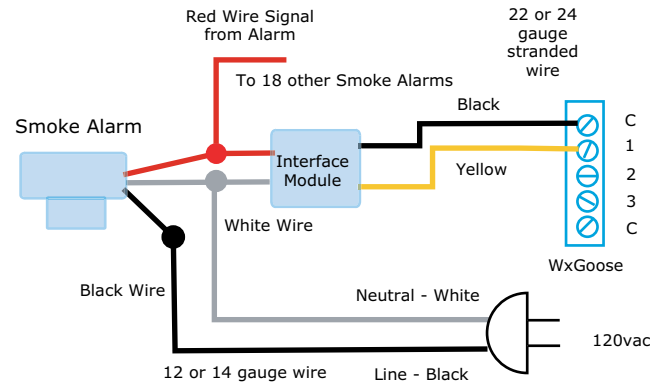 Red Wire Signal
from Alarm
22 or 24
gauge
stranded
wire
To 18 other Smoke Alarms
Black
Smoke Alarm
C
1
2
3
C
Interface
Module
Yellow
White Wire
WxGoose
Black Wire
Neutral - White
120vac
12 or 14 gauge wire
Line - Black